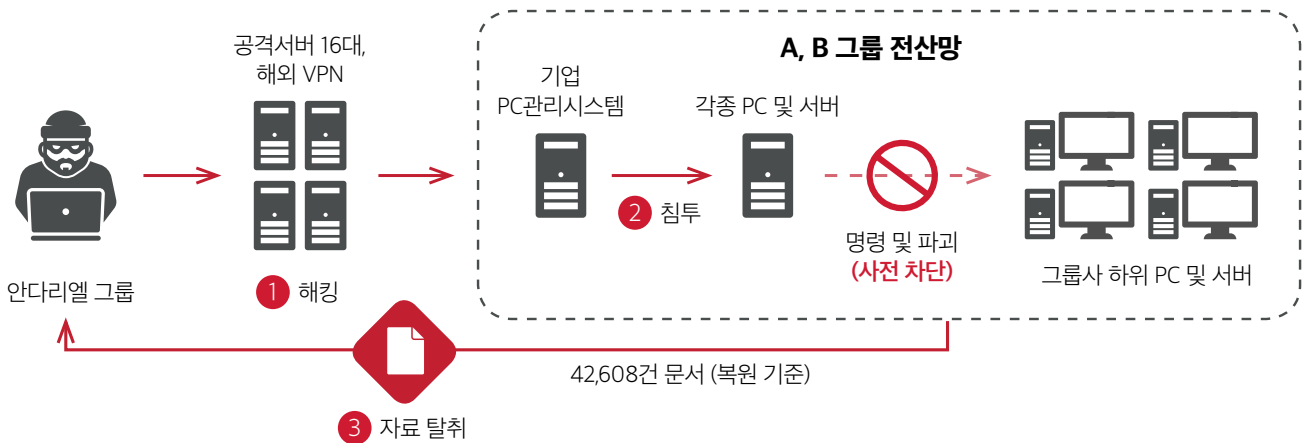 공격서버 16대,
해외 VPN
A, B 그룹 전산망
기업
PC관리시스템
각종 PC 및 서버
2 침투
명령 및 파괴
(사전 차단)
그룹사 하위 PC 및 서버
안다리엘 그룹
1 해킹
42,608건 문서 (복원 기준)
3 자료 탈취